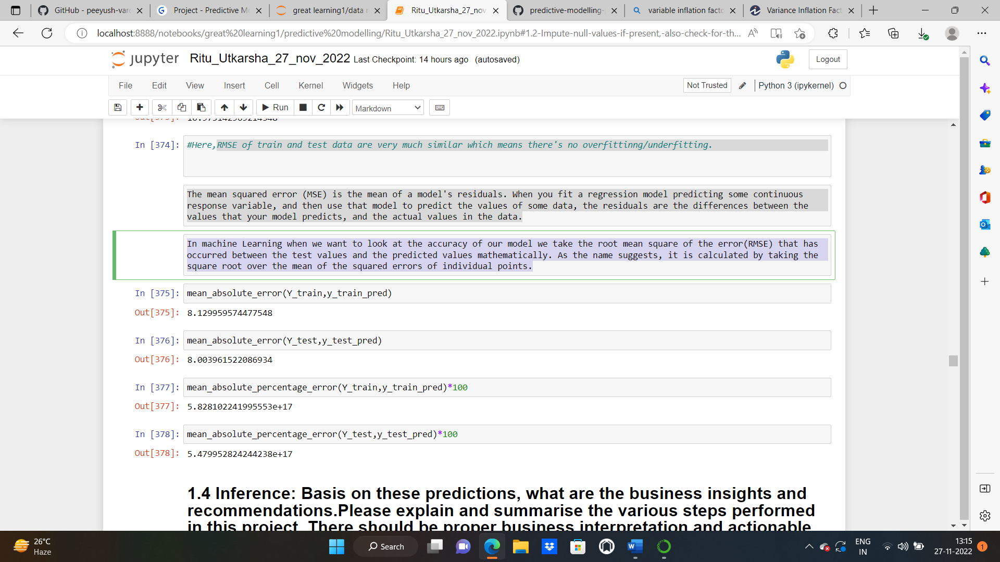 GitHub - peeyush-var
Project - Predictive Mo
great learning1/data m
Ritu_Utkarsha_27_nov
predictive-modelling-
variable inflation facto
Variance Inflation Fact
localhost:8888/notebooks/great%20learning1/predictive%20modelling/Ritu_Utkarsha_27_nov_2022.ipynb#1.2-Impute-null-values-if-present,-also-check-for-th...
jupyter Ritu_Utkarsha_27_nov_2022 Last Checkpoint: 14 hours ago (autosaved)
Logout
File Edit View Insert Cell Kernel Widgets Help
Not Trusted
Python 3 (ipykernel)
Run
Markdown
In [374]: #Here,RMSE of train and test data are very much similar which means there's no overfittinng/underfitting.
The mean squared error (MSE) is the mean of a model's residuals. When you fit a regression model predicting some continuous
response variable, and then use that model to predict the values of some data, the residuals are the differences between the
values that your model predicts, and the actual values in the data.
In machine Learning when we want to look at the accuracy of our model we take the root mean square of the error(RMSE) that has
occurred between the test values and the predicted values mathematically. As the name suggests, it is calculated by taking the
square root over the mean of the squared errors of individual points.
In [375]: mean_absolute_error(Y_train,y_train_pred)
Out[375]: 8.129959574477548
In [376]: mean_absolute_error(Y_test,y_test_pred)
Out[376]: 8.003961522086934
In [377]: mean_absolute_percentage_error(Y_train,y_train_pred)*100
Out[377]: 5.828102241995553e+17
In [378]: mean_absolute_percentage_error(Y_test,y_test_pred)*100
Out[378]: 5.479952824244238e+17
1.4 Inference: Basis on these predictions, what are the business insights and
recommendations.Please explain and summarise the various steps performed
in this project. There should be proper business interpretation and actionable
26°C
Haze
Search
ENG
IN
13:15
27-11-2022
1